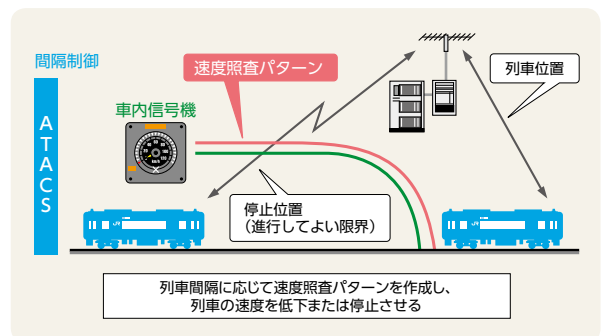 間隔制御
ATACS
速度照査パターン
車内信号機
列車位置
停止位置
(進行してよい限界)
列車間隔に応じて速度照査パターンを作成し、
列車の速度を低下または停止させる